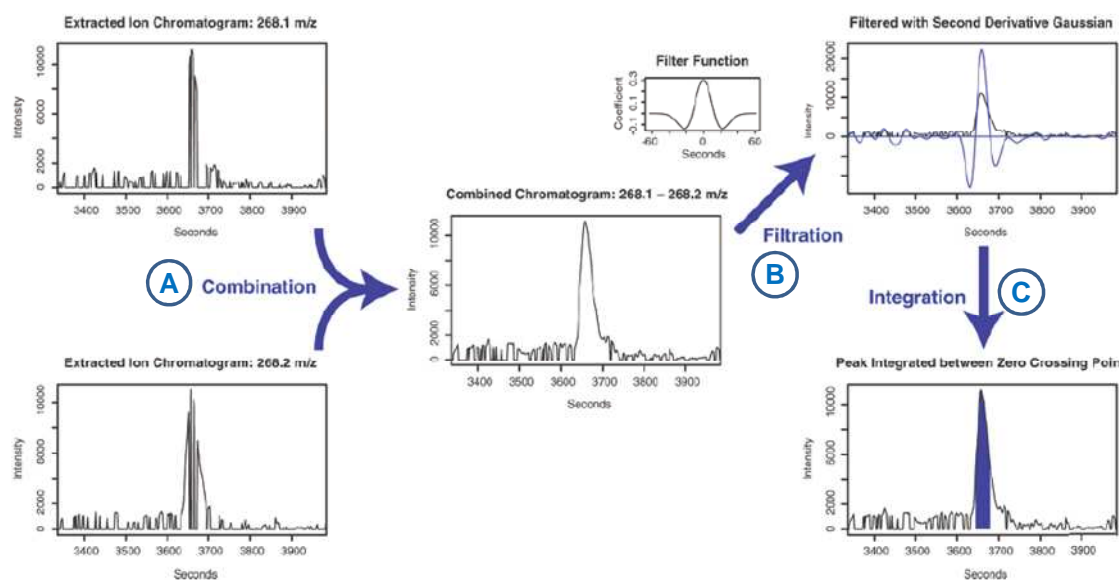 Extracted Ion Chromatogram: 268.1 m/z
Intensity
0 2000 6000 10000
3400 3500 3600 3700 3800 3900
Seconds
A Combination
Extracted Ion Chromatogram: 268.2 m/z
Intensity
0 2000 6000 10000
3400 3500 3600 3700 3800 3900
Seconds
Combined Chromatogram: 268.1 – 268.2 m/z
Intensity
0 2000 6000 10000
3400 3500 3600 3700 3800 3900
Seconds
Filter Function
Coefficient
-0.1 0.1 0.3
-60 0 60
Seconds
Filtration
B
Filtered with Second Derivative Gaussian
Intensity
0 10000 20000
3400 3500 3600 3700 3800 3900
Seconds
Integration
C
Peak Integrated between Zero Crossing Poin
Intensity
0 2000 6000 10000
3400 3500 3600 3700 3800 3900
Seconds